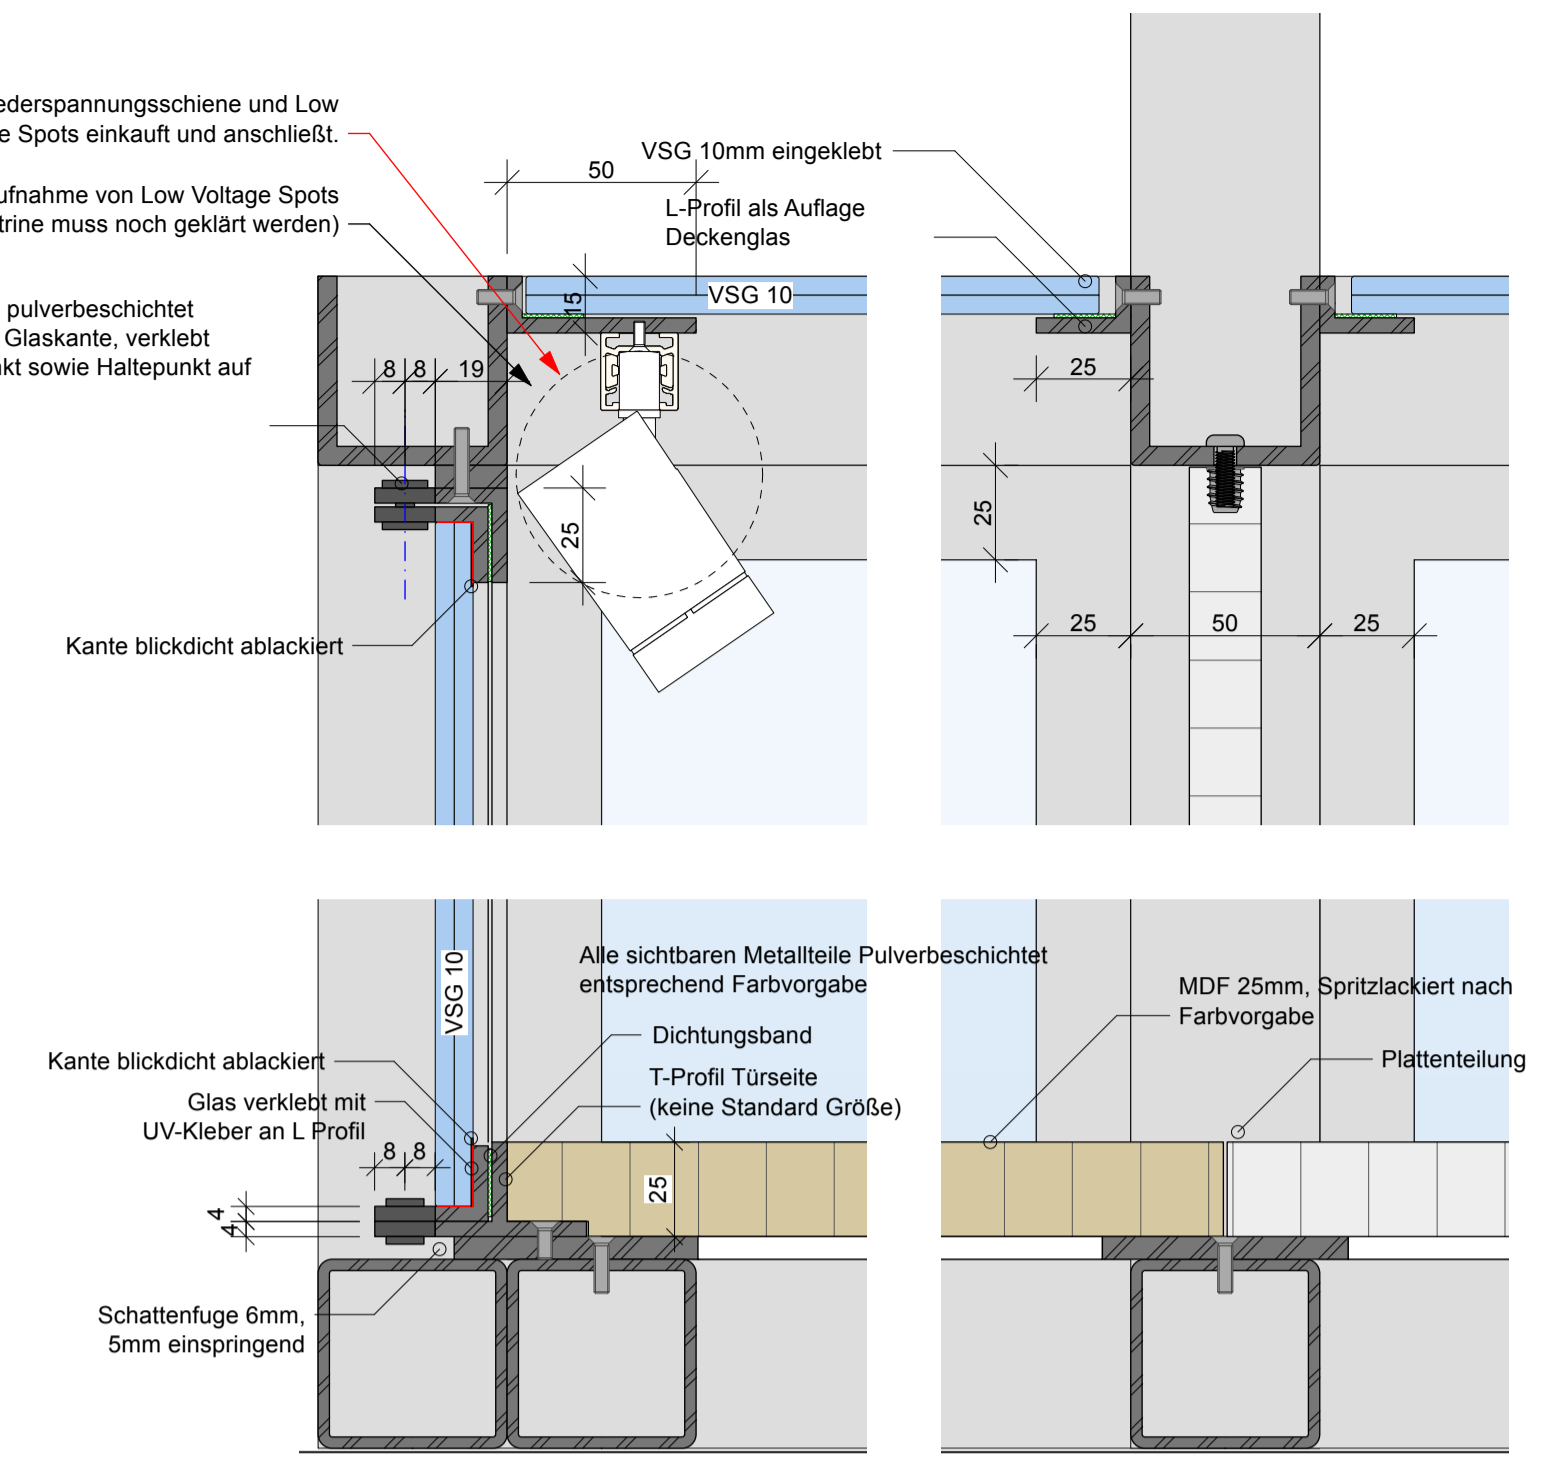 ederspannungsschiene und Low
e Spots einkauft und anschließt.
ufnahme von Low Voltage Spots
trine muss noch geklärt werden)
pulverbeschichtet
Glaskante, verklebt
kt sowie Haltepunkt auf
50
VSG 10mm eingeklebt
L-Profil als Auflage
Deckenglas
15
VSG 10
8
8
19
25
25
25
Kante blickdicht ablackiert
25
50
25
VSG 10
Alle sichtbaren Metallteile Pulverbeschichtet
entsprechend Farbvorgabe
MDF 25mm, Spritzlackiert nach
Farbvorgabe
Dichtungsband
Plattenteilung
Kante blickdicht ablackiert
T-Profil Türseite
(keine Standard Größe)
Glas verklebt mit
UV-Kleber an L Profil
8
8
25
4
4
Schattenfuge 6mm,
5mm einspringend